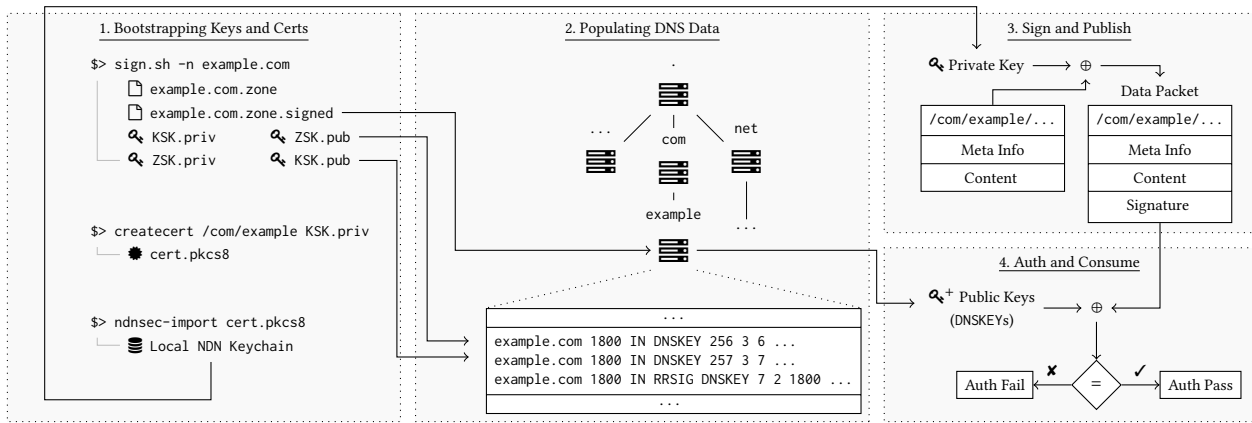 1. Bootstrapping Keys and Certs
$> sign.sh -n example.com
example.com.zone
example.com.zone.signed
KSK.priv ZSK.pub
ZSK.priv KSK.pub
$> createcert /com/example KSK.priv
cert.pkcs8
$> ndnsec-import cert.pkcs8
Local NDN Keychain
2. Populating DNS Data
.
... com net
example
...
...
example.com 1800 IN DNSKEY 256 3 6 ...
example.com 1800 IN DNSKEY 257 3 7 ...
example.com 1800 IN RRSIG DNSKEY 7 2 1800 ...
...
3. Sign and Publish
Private Key ⊕
Data Packet
/com/example/...
Meta Info
Content
/com/example/...
Meta Info
Content
Signature
4. Auth and Consume
+ Public Keys ⊕
(DNSKEYs)
✘ ✓
Auth Fail = Auth Pass